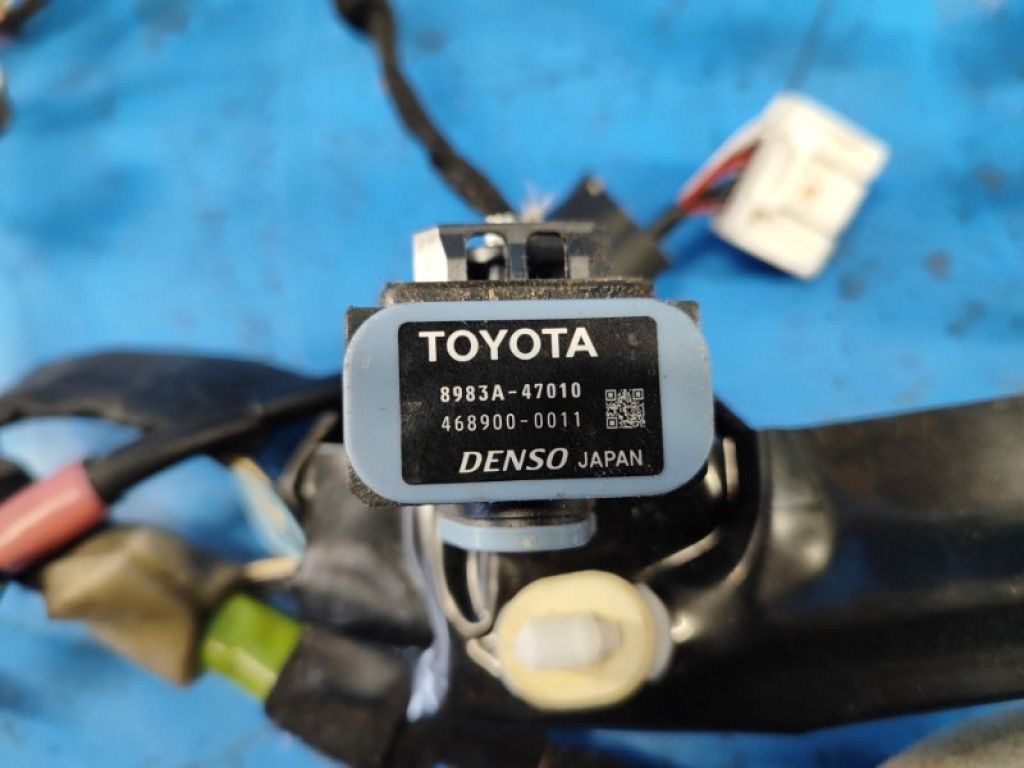 TOYOTA
8983A-47010
468900-0011
DENSO JAPAN